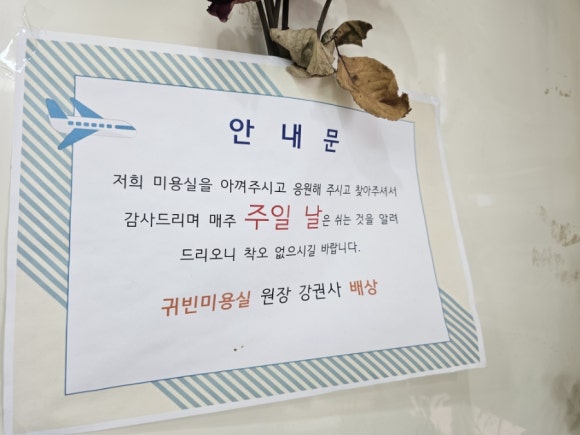 안 내 문
저희 미용실을 아껴주시고 응원해 주시고 찾아주셔서
감사드리며 매주 주일 날은 쉬는 것을 알려
드리오니 착오 없으시길 바랍니다.
귀빈미용실 원장 강권사 배상